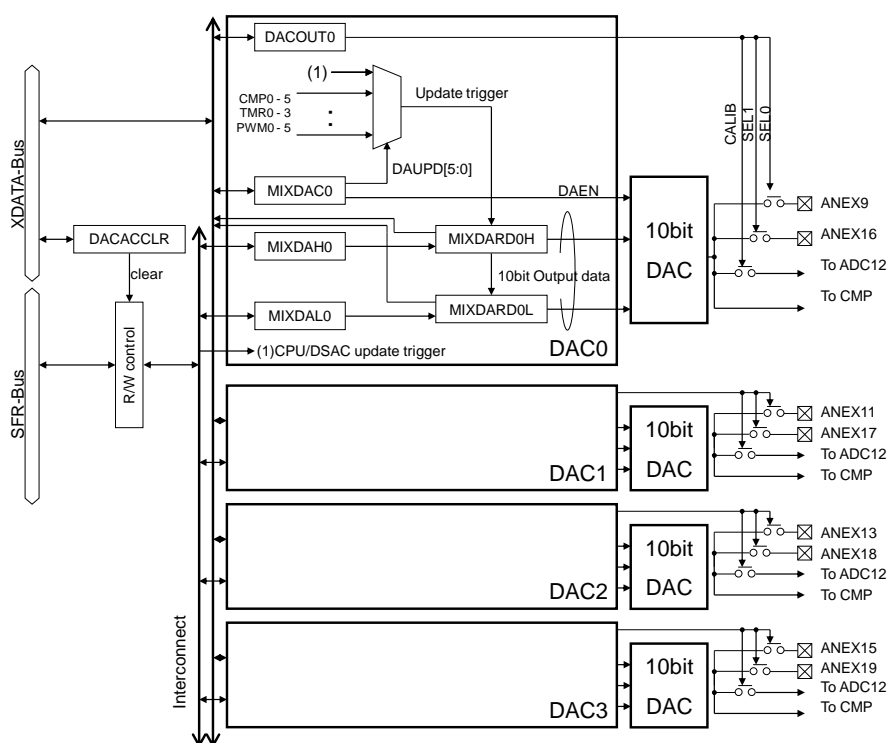 DACOUT0
(1)
CMP0 - 5
TMR0 - 3
PWM0 - 5
:
Update trigger
DAUPD[5:0]
MIXDAC0
DAEN
CALIB
SEL1
SEL0
XDATA-Bus
DACACCLR
clear
MIXDAH0
MIXDARD0H
10bit Output data
MIXDAL0
MIXDARD0L
(1)CPU/DSAC update trigger
DAC0
10bit
DAC
ANEX9
ANEX16
To ADC12
To CMP
SFR-Bus
R/W control
DAC1
10bit
DAC
ANEX11
ANEX17
To ADC12
To CMP
DAC2
10bit
DAC
ANEX13
ANEX18
To ADC12
To CMP
Interconnect
DAC3
10bit
DAC
ANEX15
ANEX19
To ADC12
To CMP